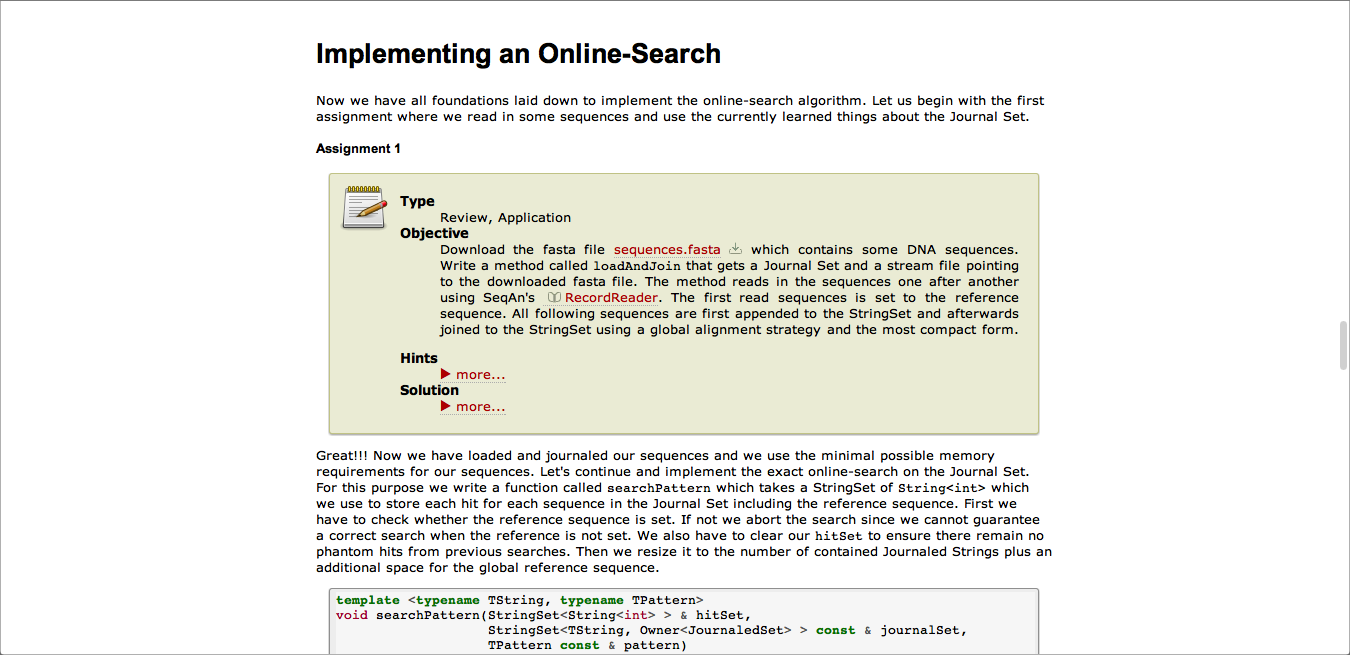 Implementing an Online-Search
Now we have all foundations laid down to implement the online-search algorithm. Let us begin with the first
assignment where we read in some sequences and use the currently learned things about the Journal Set.
Assignment 1
Type
Review, Application
Objective
Download the fasta file sequences.fasta which contains some DNA sequences.
Write a method called loadAndJoin that gets a Journal Set and a stream file pointing
to the downloaded fasta file. The method reads in the sequences one after another
using SeqAn's RecordReader. The first read sequences is set to the reference
sequence. All following sequences are first appended to the StringSet and afterwards
joined to the StringSet using a global alignment strategy and the most compact form.
Hints
more...
Solution
more...
Great!!! Now we have loaded and journaled our sequences and we use the minimal possible memory
requirements for our sequences. Let's continue and implement the exact online-search on the Journal Set.
For this purpose we write a function called searchPattern which takes a StringSet of String<int> which
we use to store each hit for each sequence in the Journal Set including the reference sequence. First we
have to check whether the reference sequence is set. If not we abort the search since we cannot guarantee
a correct search when the reference is not set. We also have to clear our hitSet to ensure there remain no
phantom hits from previous searches. Then we resize it to the number of contained Journaled Strings plus an
additional space for the global reference sequence.
template <typename TString, typename TPattern>
void searchPattern(StringSet<String<int> > & hitSet,
StringSet<TString, Owner<JournaledSet> > const & journalSet,
TPattern const & pattern)